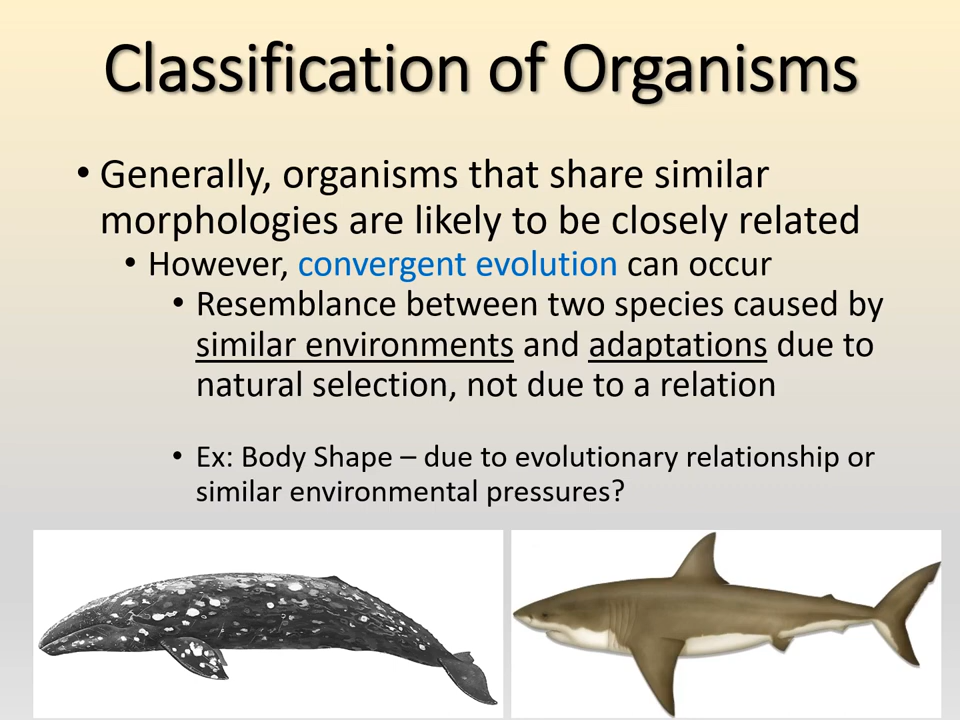 Classification of Organisms
• Generally, organisms that share similar
morphologies are likely to be closely related
• However, convergent evolution can occur
• Resemblance between two species caused by
similar environments and adaptations due to
natural selection, not due to a relation
• Ex: Body Shape – due to evolutionary relationship or
similar environmental pressures?